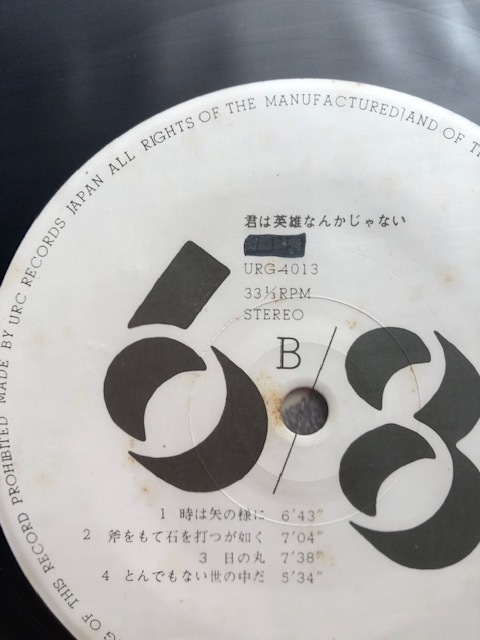 MADE BY URC RECORDS JAPAN ALL RIGHTS OF THE MANUFACTURED AND OF
OF THIS RECORD PROHIBITED
君は英雄なんかじゃない
URG-4013
33⅓RPM
STEREO
B
68
1 時は矢の様に 6'43"
2 斧をもて石を打つが如く 7'04"
3 日の丸 7'38"
4 とんでもない世の中だ 5'34"